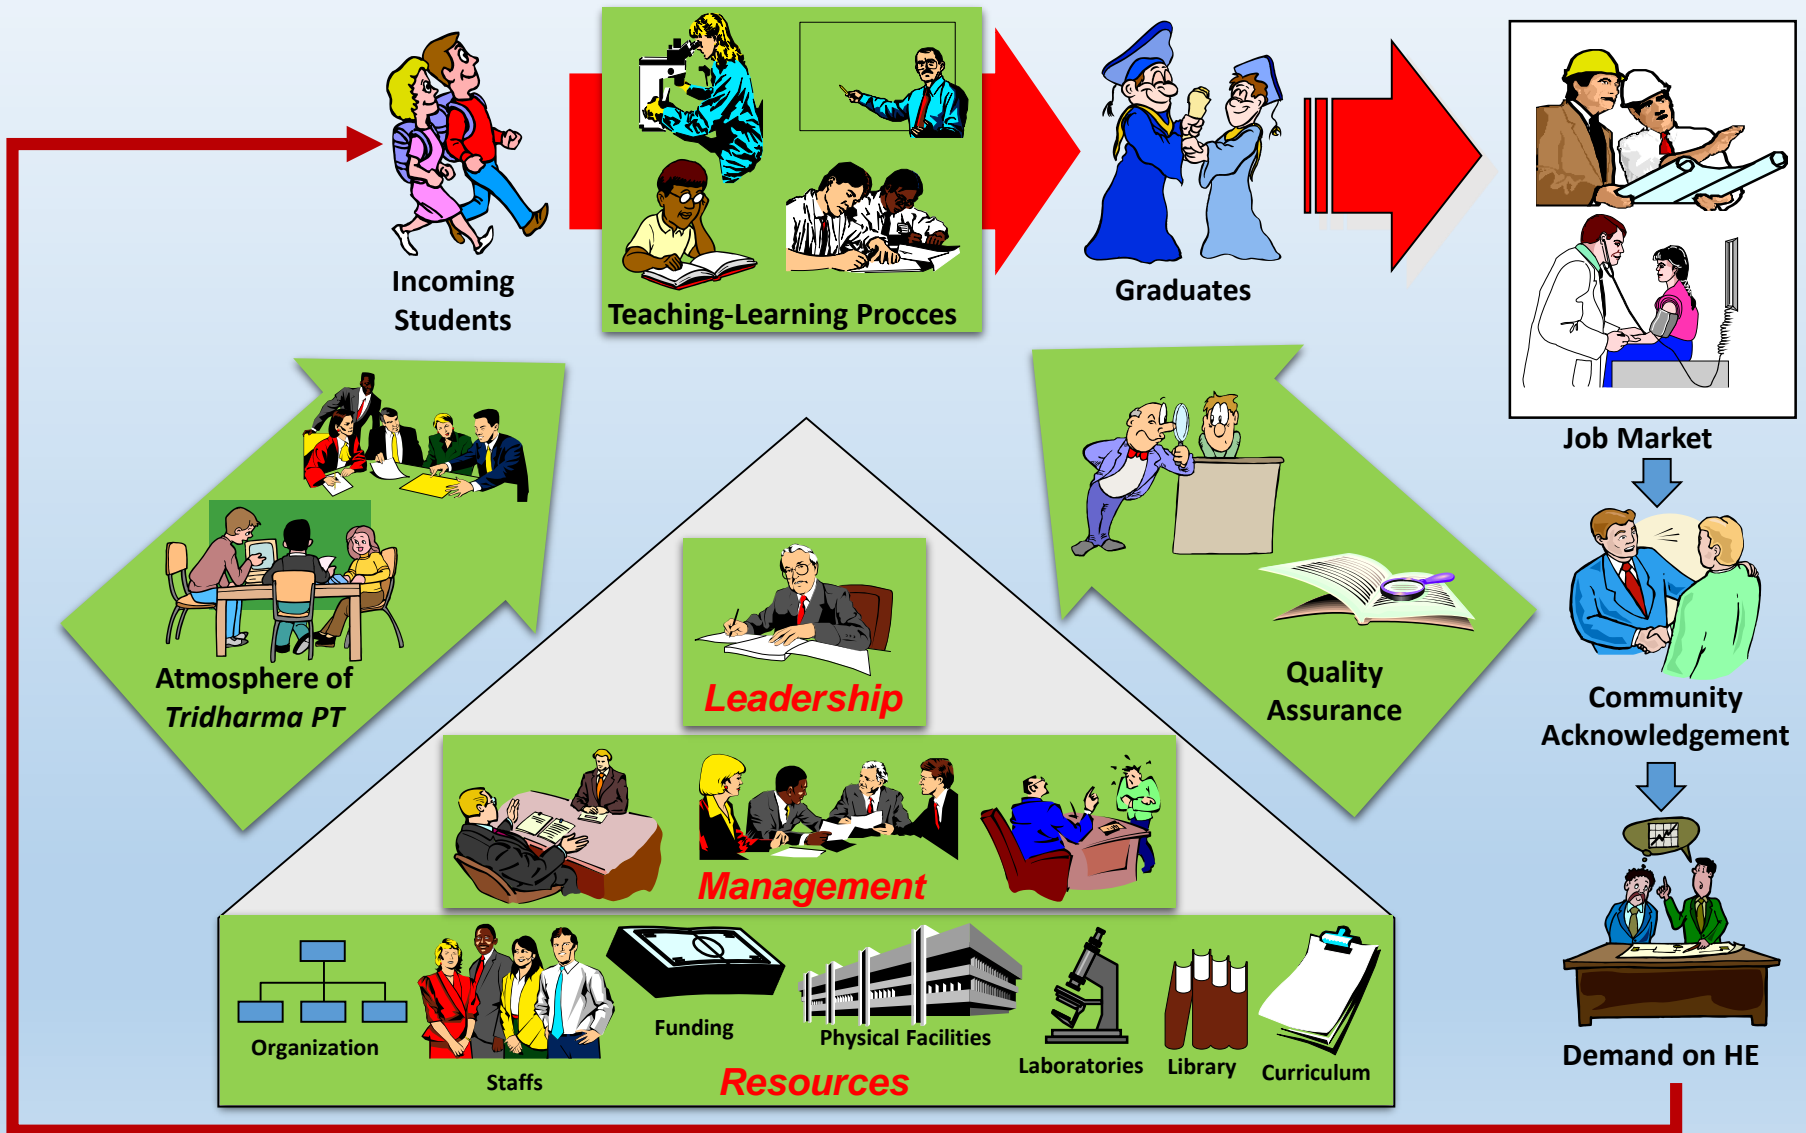 Incoming
Students
Teaching-Learning Procces
Graduates
Job Market
Atmosphere of
Tridharma PT
Leadership
Quality
Assurance
Community
Acknowledgement
Management
Organization
Staffs
Funding
Physical Facilities
Laboratories
Library
Curriculum
Resources
Demand on HE